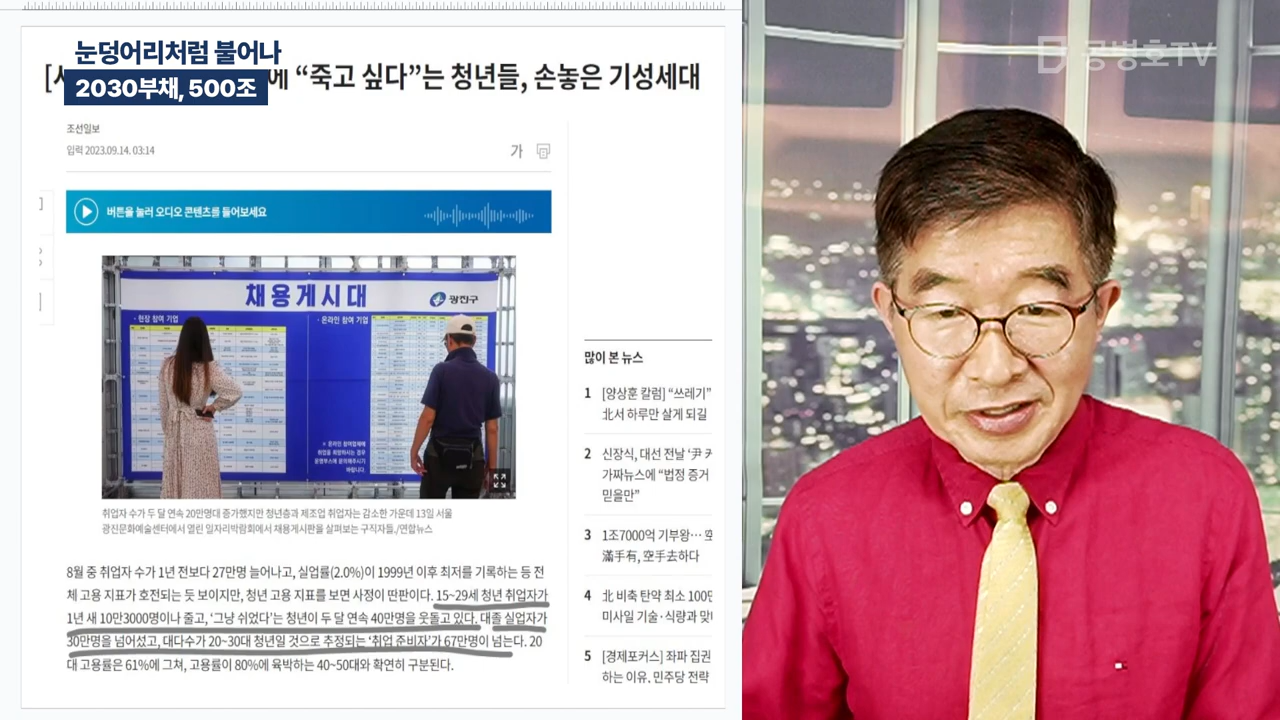 눈덩어리처럼 불어나
2030부채, 500조
에 “죽고 싶다”는 청년들, 손놓은 기성세대
공병호TV
조선일보
입력 2023.09.14. 03:14
가
버튼을 눌러 오디오 콘텐츠를 들어보세요
채용게시대
광진구
· 현장 참여 기업
· 온라인 참여 기업
취업자 수가 두 달 연속 20만명대 증가했지만 청년층과 제조업 취업자는 감소한 가운데 13일 서울
광진문화예술센터에서 열린 일자리박람회에서 채용게시판을 살펴보는 구직자들./연합뉴스
8월 중 취업자 수가 1년 전보다 27만명 늘어나고, 실업률(2.0%)이 1999년 이후 최저를 기록하는 등 전
체 고용 지표가 호전되는 듯 보이지만, 청년 고용 지표를 보면 사정이 딴판이다. 15~29세 청년 취업자가
1년 새 10만3000명이나 줄고, ‘그냥 쉬었다’는 청년이 두 달 연속 40만명을 웃돌고 있다. 대졸 실업자가
30만명을 넘어섰고, 대다수가 20~30대 청년일 것으로 추정되는 ‘취업 준비자’가 67만명이 넘는다. 20
대 고용률은 61%에 그쳐, 고용률이 80%에 육박하는 40~50대와 확연히 구분된다.
많이 본 뉴스
1 [양상훈 칼럼] “쓰레기”
北서 하루만 살게 되길
2 신장식, 대선 전날 ‘尹 커
가짜뉴스에 “법정 증거
믿을만”
3 1조7000억 기부왕… 空
滿手有, 空手去하다
4 北 비축 탄약 최소 100만
미사일 기술·식량과 맞
5 [경제포커스] 좌파 집권
하는 이유, 민주당 전략